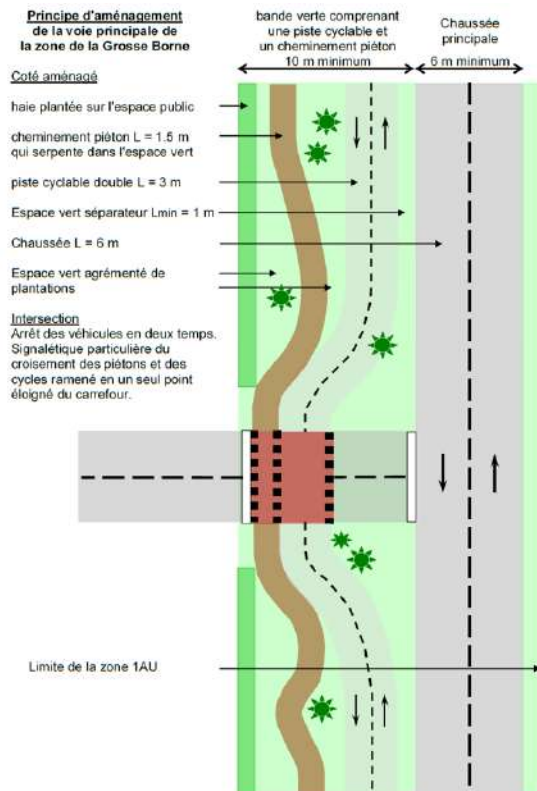 Principe d'aménagement
de la voie principale de
la zone de la Grosse Borne
bande verte comprenant
une piste cyclable et
un cheminement piéton
10 m minimum
Chaussée
principale
6 m minimum
Coté aménagé
haie plantée sur l'espace public
cheminement piéton L = 1.5 m
qui serpente dans l'espace vert
piste cyclable double L = 3 m
Espace vert séparateur Lmin = 1 m
Chaussée L = 6 m
Espace vert agrémenté de
plantations
Intersection
Arrêt des véhicules en deux temps.
Signalétique particulière du
croisement des piétons et des
cycles ramené en un seul point
éloigné du carrefour.
Limite de la zone 1AU